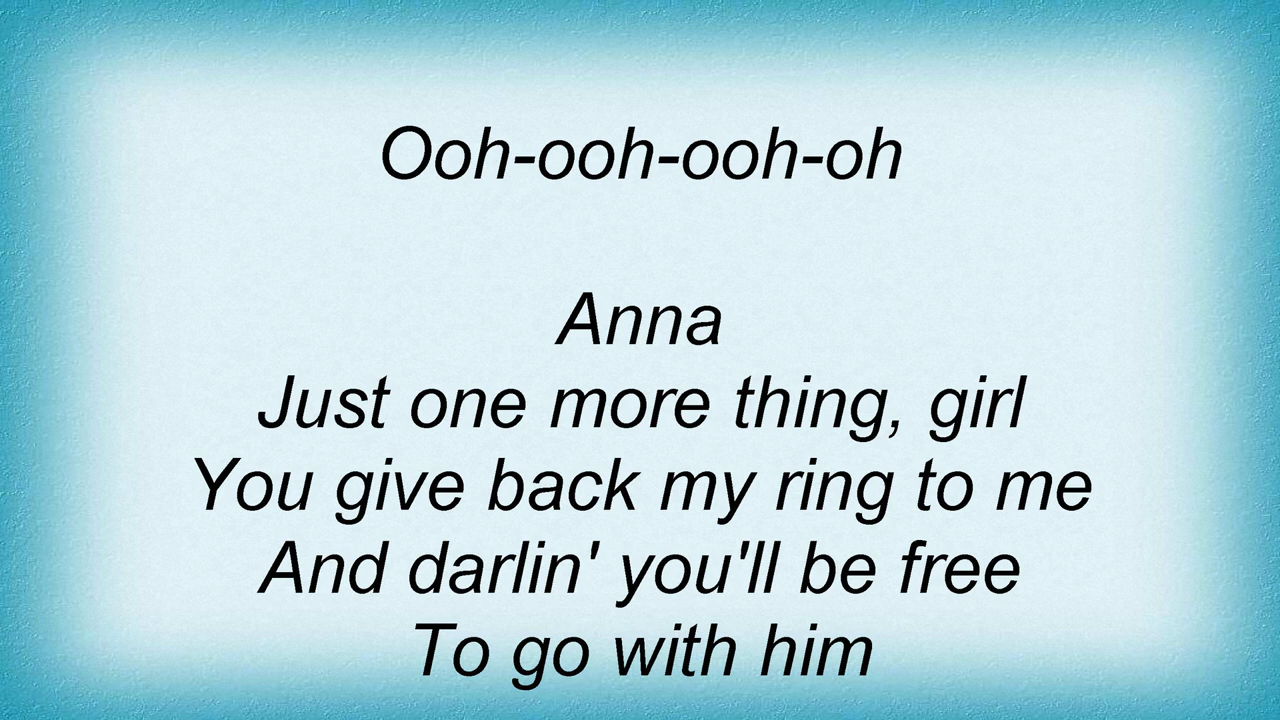 Ooh-ooh-ooh-oh
Anna
Just one more thing, girl
You give back my ring to me
And darlin' you'll be free
To go with him